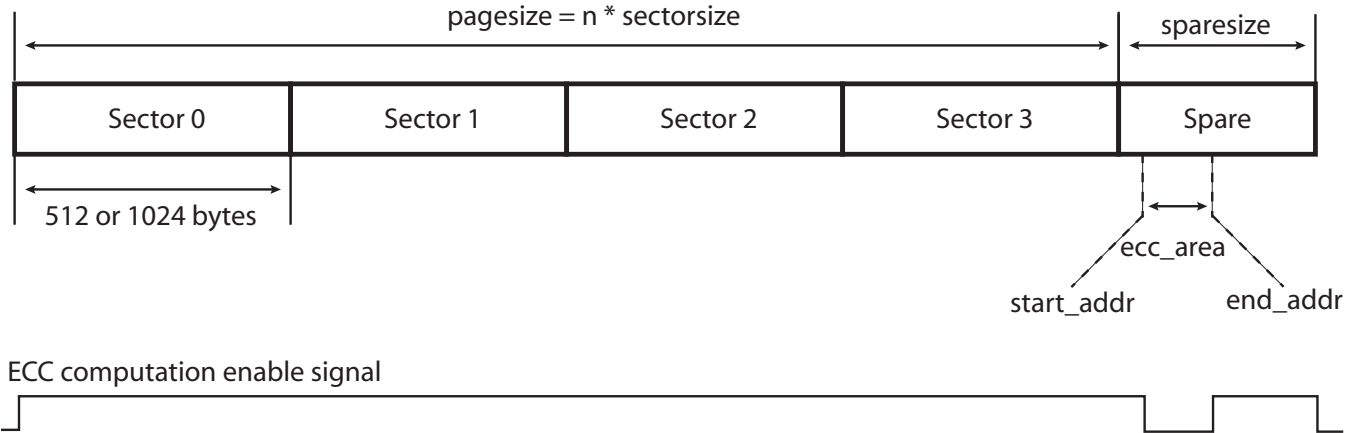 pagesize = n * sectorsize
sparesize
Sector 0
Sector 1
Sector 2
Sector 3
Spare
512 or 1024 bytes
ecc_area
start_addr
end_addr
ECC computation enable signal